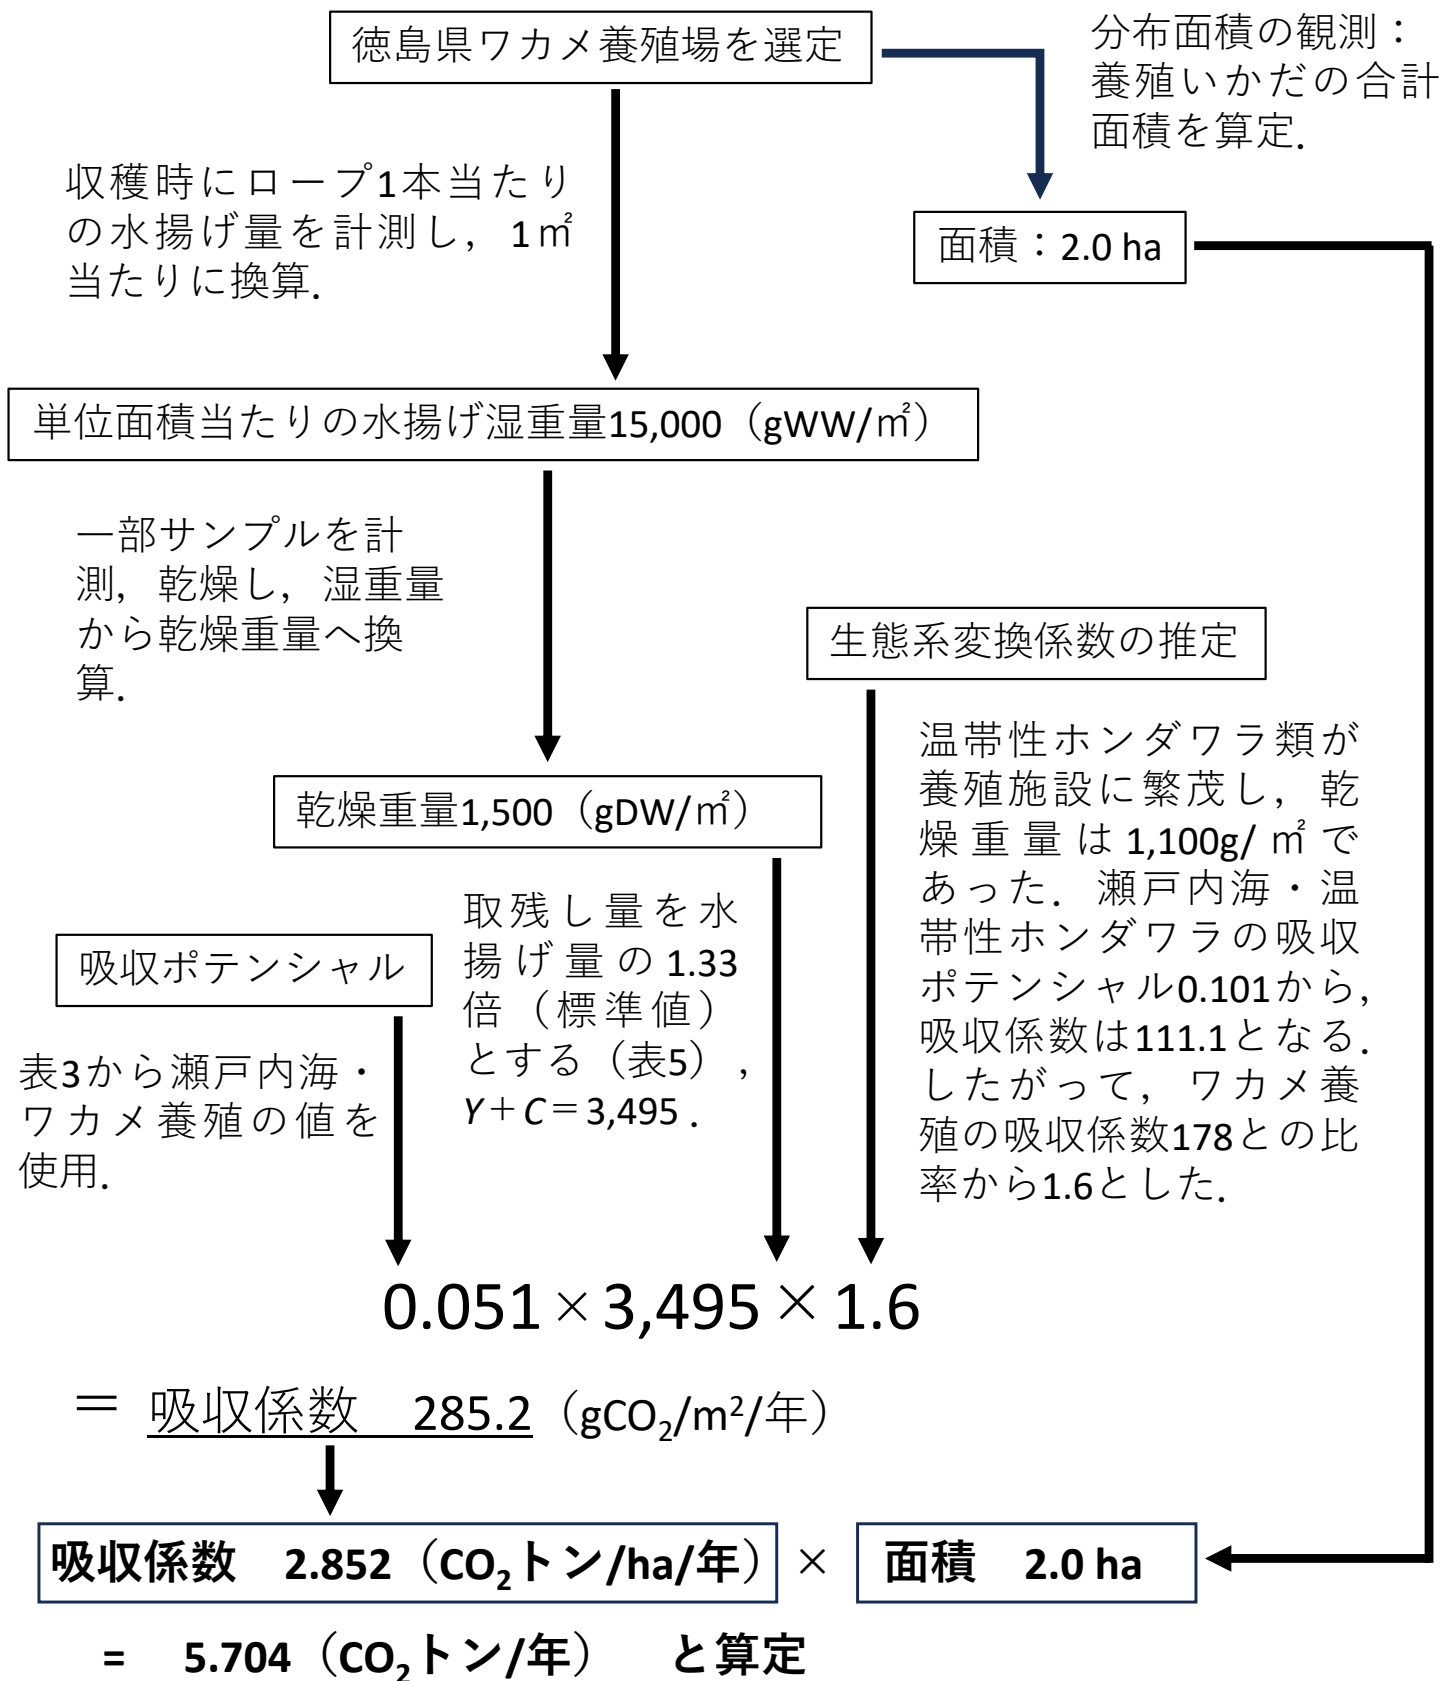 徳島県ワカメ養殖場を選定
分布面積の観測：
養殖いかだの合計
面積を算定.
収穫時にロープ1本当たり
の水揚げ量を計測し，1㎡
当たりに換算.
面積：2.0 ha
単位面積当たりの水揚げ湿重量15,000（gWW/㎡）
一部サンプルを計
測，乾燥し，湿重量
から乾燥重量へ換
算.
生態系変換係数の推定
乾燥重量1,500（gDW/㎡）
温帯性ホンダワラ類が
養殖施設に繁茂し，乾
燥重量は1,100g/㎡で
あった．瀬戸内海・温
帯性ホンダワラの吸収
ポテンシャル0.101から,
吸収係数は111.1となる.
したがって，ワカメ養
殖の吸収係数178との比
率から1.6とした.
取残し量を水
揚げ量の1.33
倍（標準値）
とする（表5）,
Y＋C＝3,495．
吸収ポテンシャル
表3から瀬戸内海・
ワカメ養殖の値を
使用.
0.051×3,495×1.6
＝ 吸収係数　285.2（gCO₂/m²/年）
吸収係数　2.852（CO₂トン/ha/年）× 面積　2.0 ha
= 5.704（CO₂トン/年）　と算定